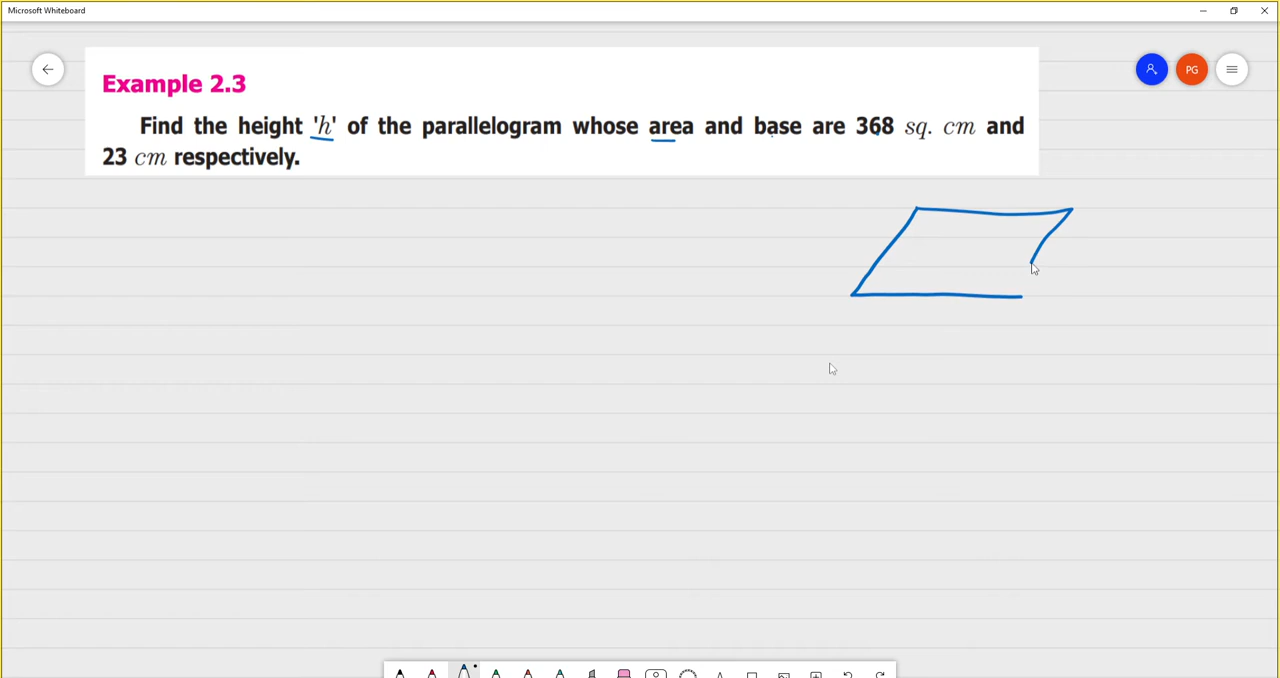 Microsoft Whiteboard
PG
Example 2.3
Find the height 'h' of the parallelogram whose area and base are 368 sq. cm and
23 cm respectively.